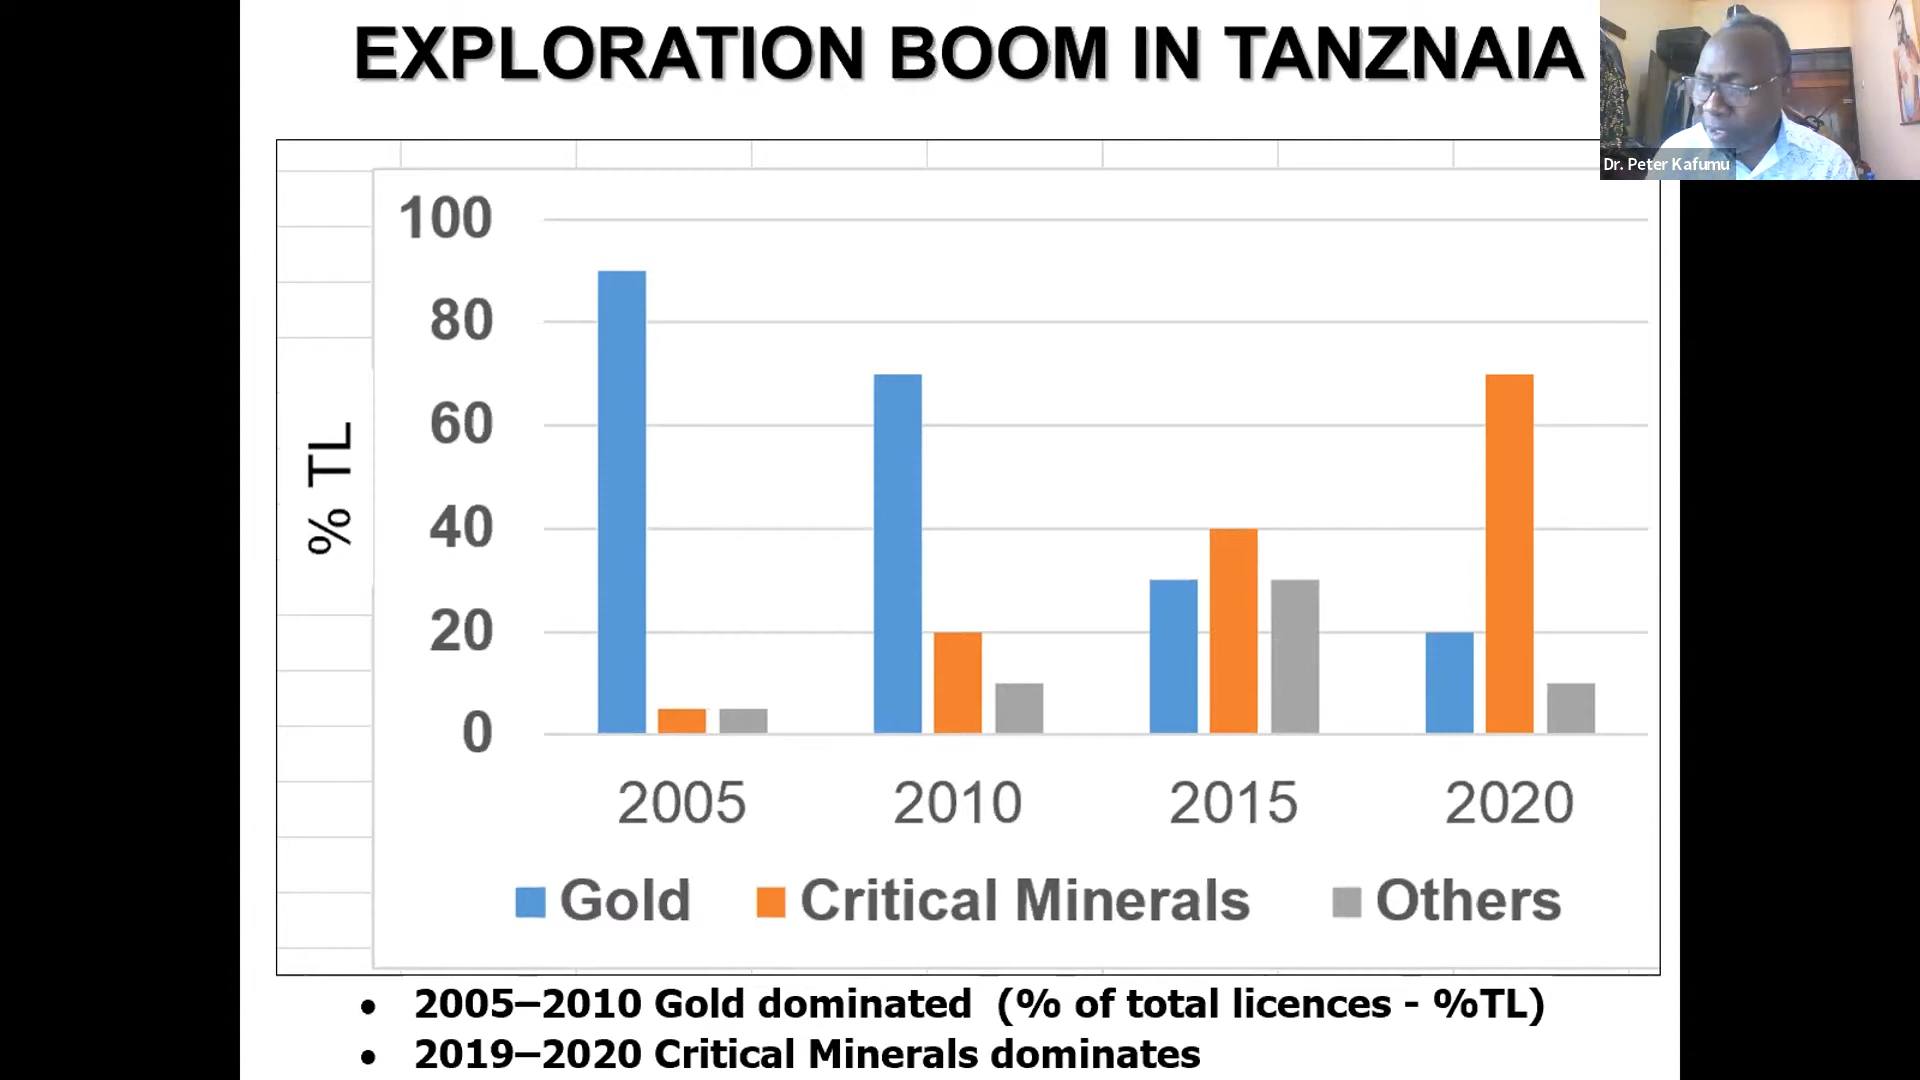 EXPLORATION BOOM IN TANZNAIA
Dr. Peter Kafumu
100
80
60
40
20
0
% TL
2005 2010 2015 2020
Gold Critical Minerals Others
• 2005–2010 Gold dominated (% of total licences - %TL)
• 2019–2020 Critical Minerals dominates